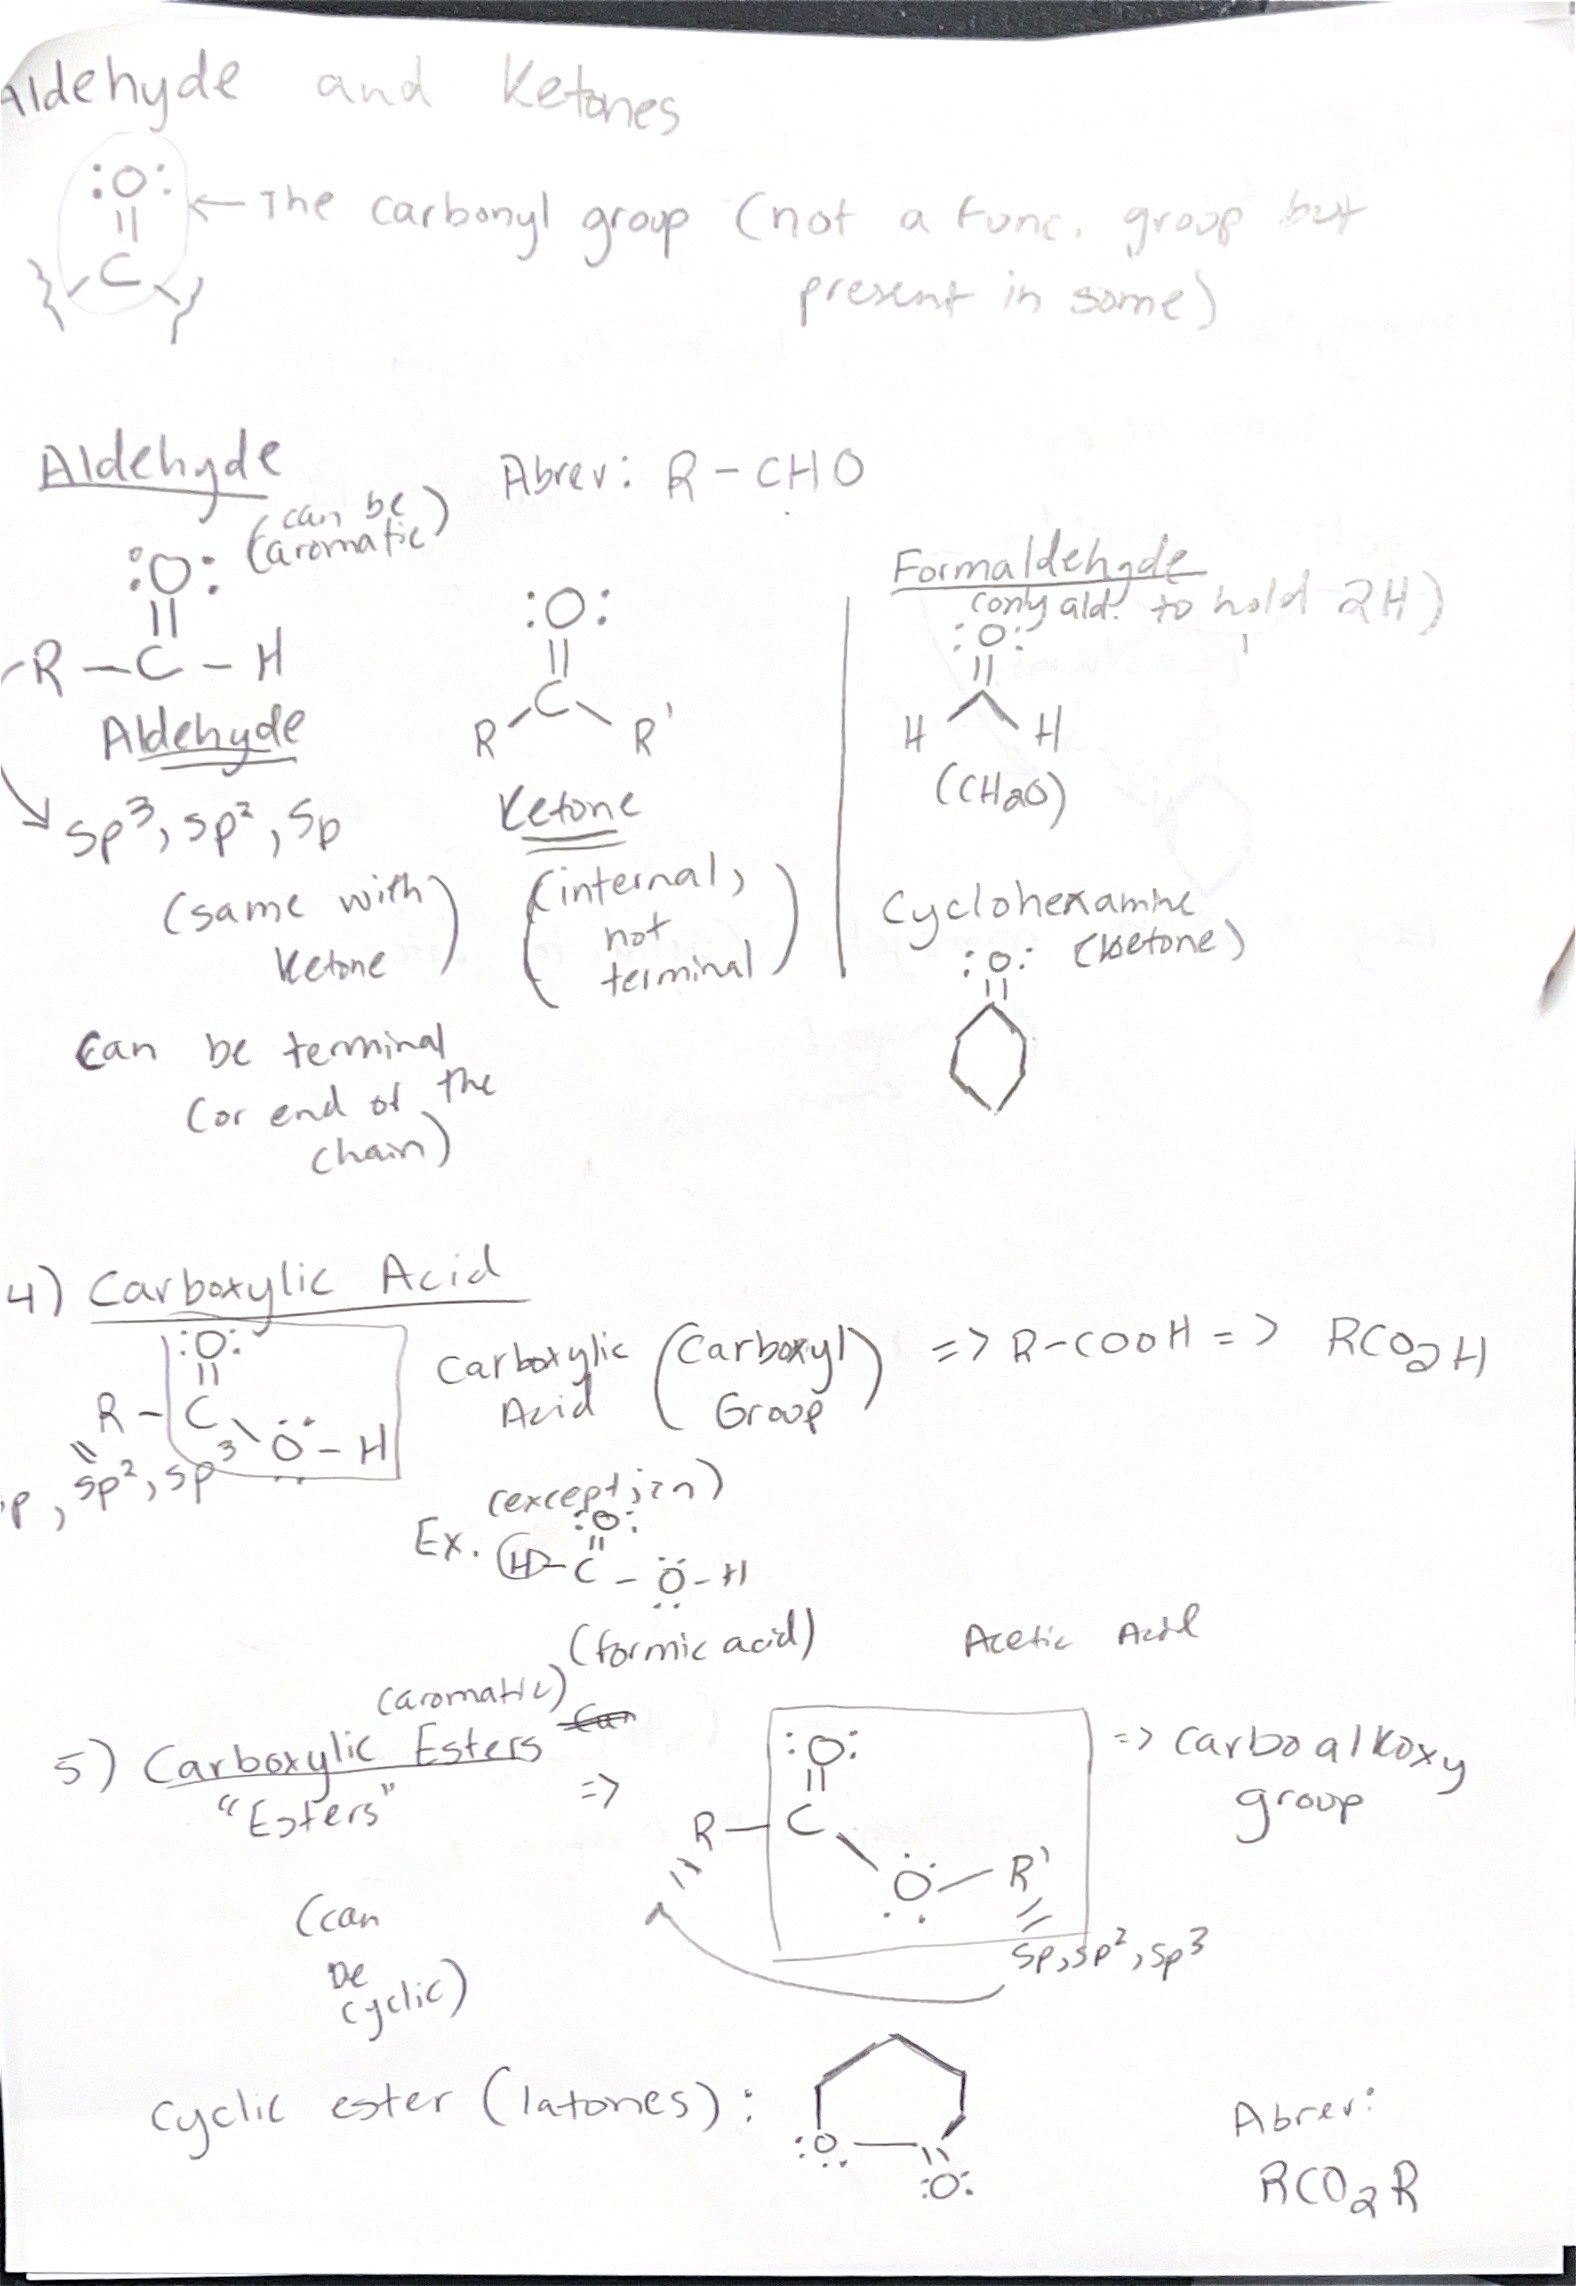 Aldehyde and Ketones
:O:
||
C
← The carbonyl group (not a func. group but
present in some)
Aldehyde
(can be
aromatic)
Abrev: R-CHO
:O:
||
R-C-H
Aldehyde
sp³, sp², sp
(same with
Ketone
Can be terminal
(or end of the
chain)
:O:
||
C
R R'
Ketone
(internal,
not
terminal)
Formaldehyde
(only ald. to hold 2H)
:O:
||
H H
(CH2O)
Cyclohexamine
(ketone)
:O:
||
4) Carboxylic Acid
:O:
||
R-C
O-H
sp², sp³
Carboxylic
Acid
(Carboxyl
Group)
=> R-COOH => RCO2H
(exception)
Ex.
:O:
||
H-C-O-H
(formic acid)
Acetic Acid
(aromatic)
5) Carboxylic Esters
"Esters"
=>
:O:
||
R-C
O-R'
sp, sp², sp³
=> Carboalkoxy
group
(can
be
cyclic)
Cyclic ester (latones):
:O
||
:O:
Abrev:
RCO2R